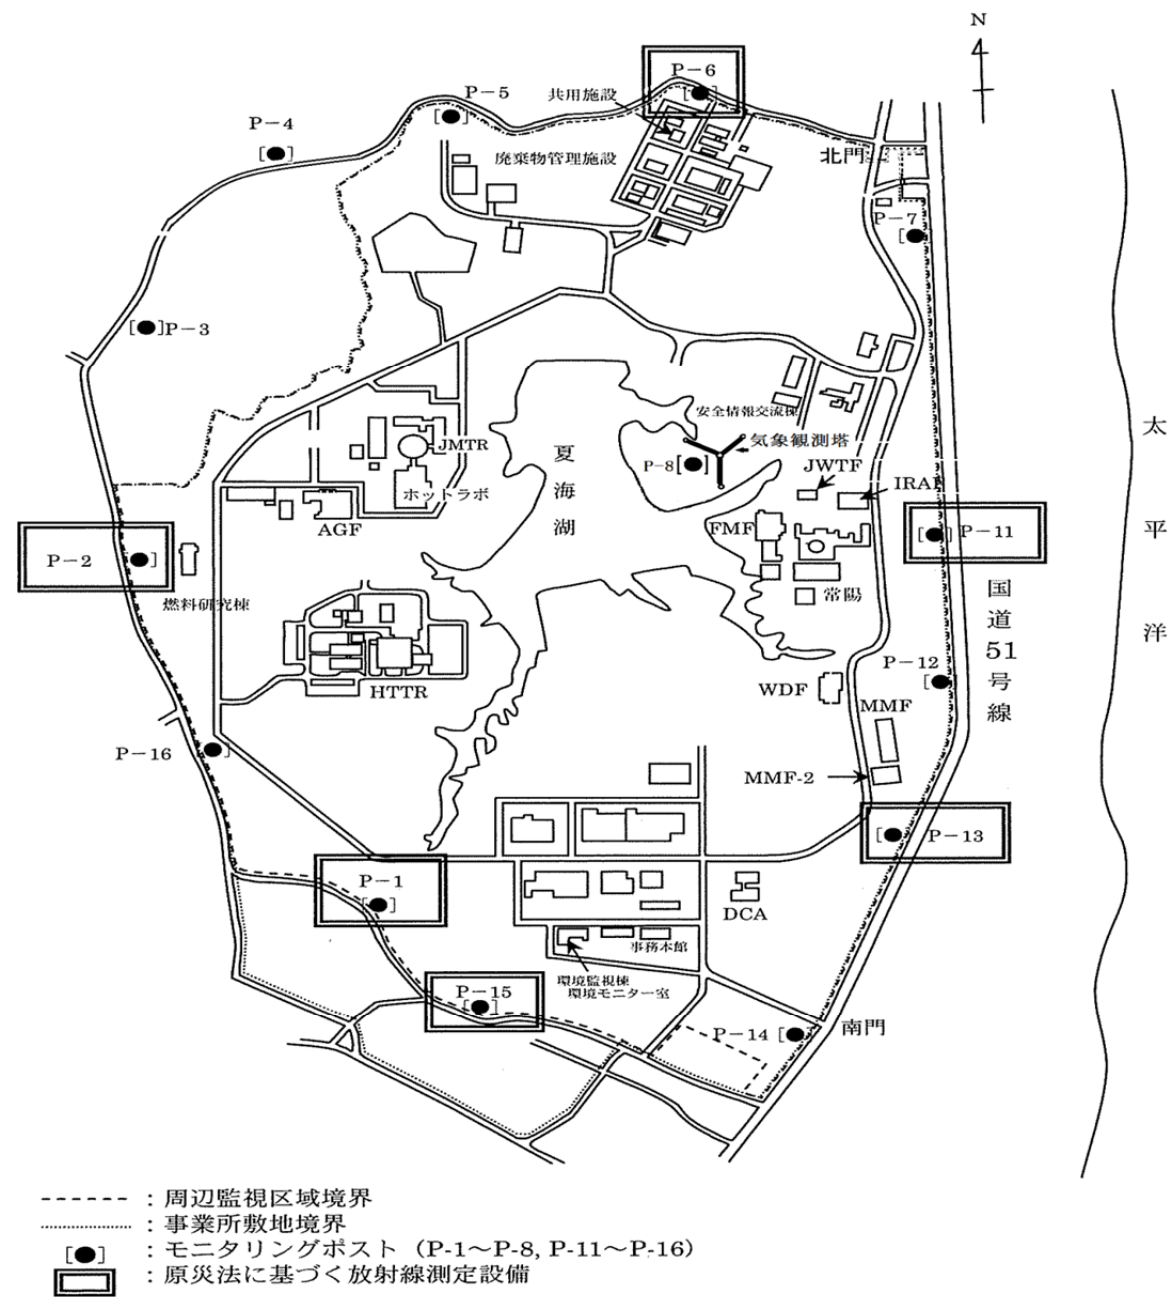 N
P－6
共用施設
P－5
P－4
廃棄物管理施設
北門
P－7
P－3
太平洋
安全情報交流棟
気象観測塔
P－8
JMTR
夏海湖
JWTF
ホットラボ
IRAF
AGF
FMF
P－11
P－2
国道51号線
燃料研究棟
常陽
P－12
HTTR
WDF
MMF
P－16
MMF-2
P－13
P－1
DCA
事務本館
環境監視棟
環境モニター室
P－15
P－14
南門
：周辺監視区域境界
：事業所敷地境界
：モニタリングポスト（P-1～P-8, P-11～P-16）
：原災法に基づく放射線測定設備